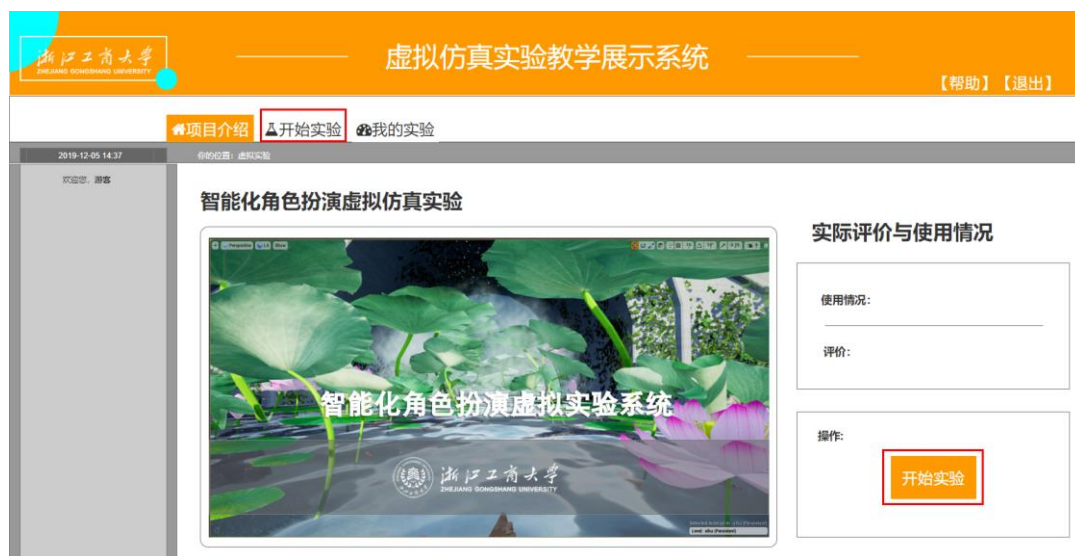 浙江工商大学
ZHEJIANG GONGSHANG UNIVERSITY
虚拟仿真实验教学展示系统
【帮助】【退出】
项目介绍 开始实验 我的实验
2019-12-05 14:37 你的位置：虚拟实验
欢迎您，游客
智能化角色扮演虚拟仿真实验
实际评价与使用情况
Perspective Lit Show
使用情况：
评价：
智能化角色扮演虚拟实验系统
浙江工商大学
ZHEJIANG GONGSHANG UNIVERSITY
操作：
开始实验